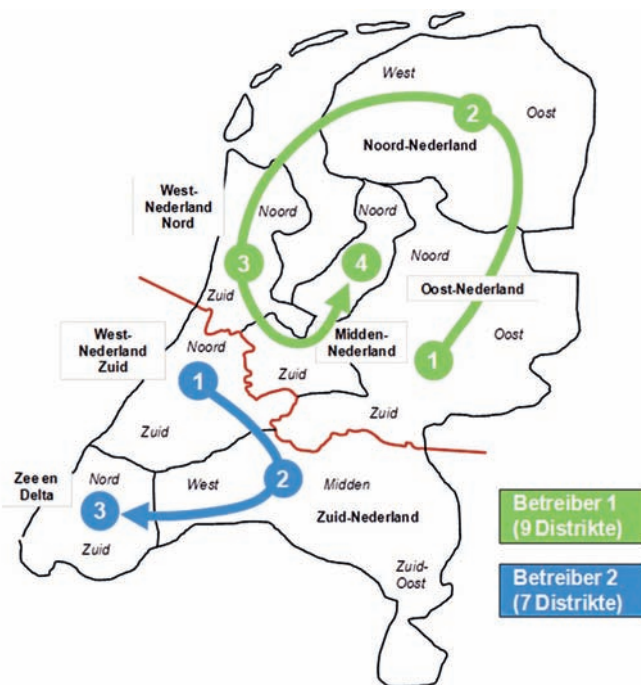 West
2
Oost
Noord-Nederland
West-
Nederland
Nord
Noord
Noord
3
4
Noord
Oost-Nederland
Zuid
West-
Nederland
Zuid
Noord
Midden-
Nederland
Oost
1
Zuid
1
Zuid
Zuid
Zee en
Delta
Nord
West
2
Midden
3
Zuid-Nederland
Zuid
Zuid-
Oost
Betreiber 1
(9 Distrikte)
Betreiber 2
(7 Distrikte)